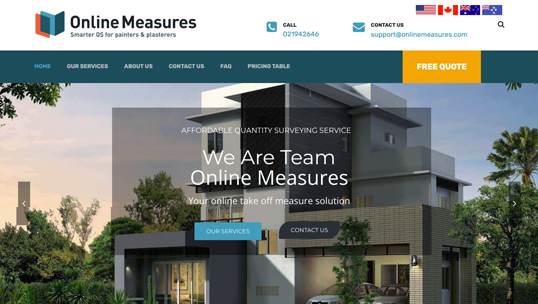 Online Measures
Smarter QS for painters & plasterers
CALL
021942646
CONTACT US
support@onlinemeasures.com
HOME
OUR SERVICES
ABOUT US
CONTACT US
FAQ
PRICING TABLE
FREE QUOTE
AFFORDABLE QUANTITY SURVEYING SERVICE
We Are Team
Online Measures
Your online take off measure solution
OUR SERVICES
CONTACT US